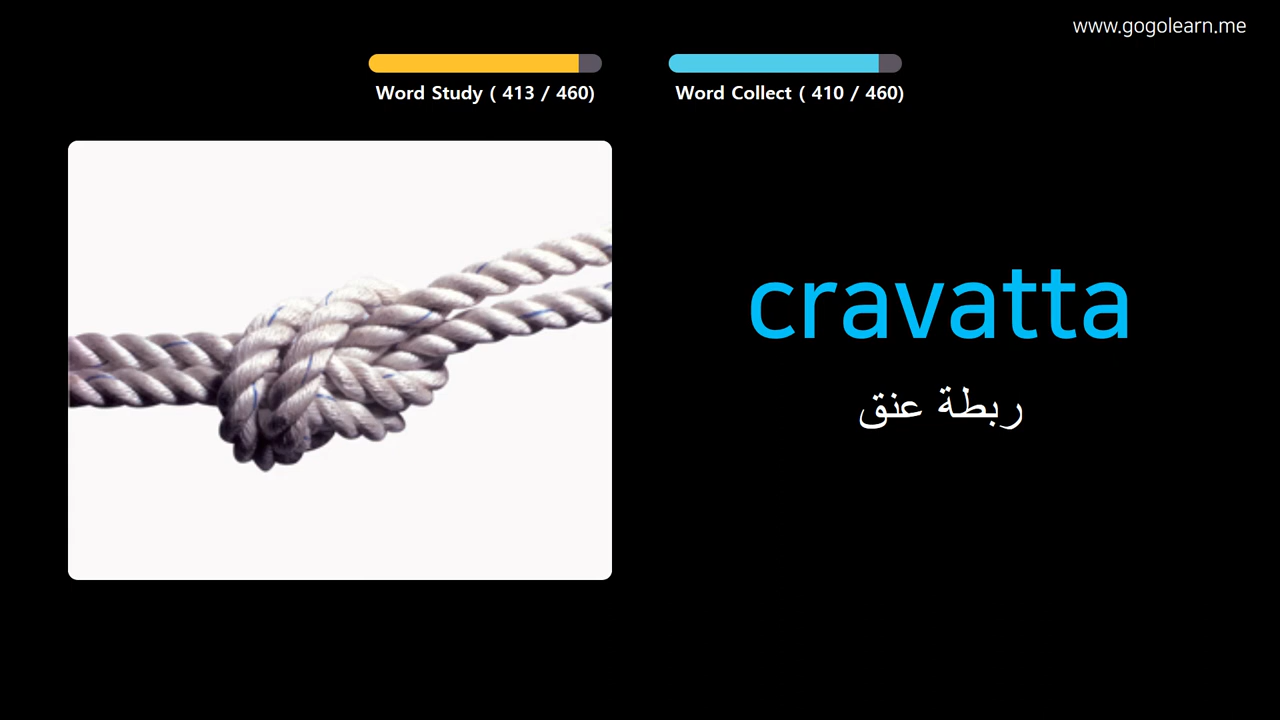 www.gogolearn.me
Word Study ( 413 / 460)
Word Collect ( 410 / 460)
cravatta
ربطة عنق